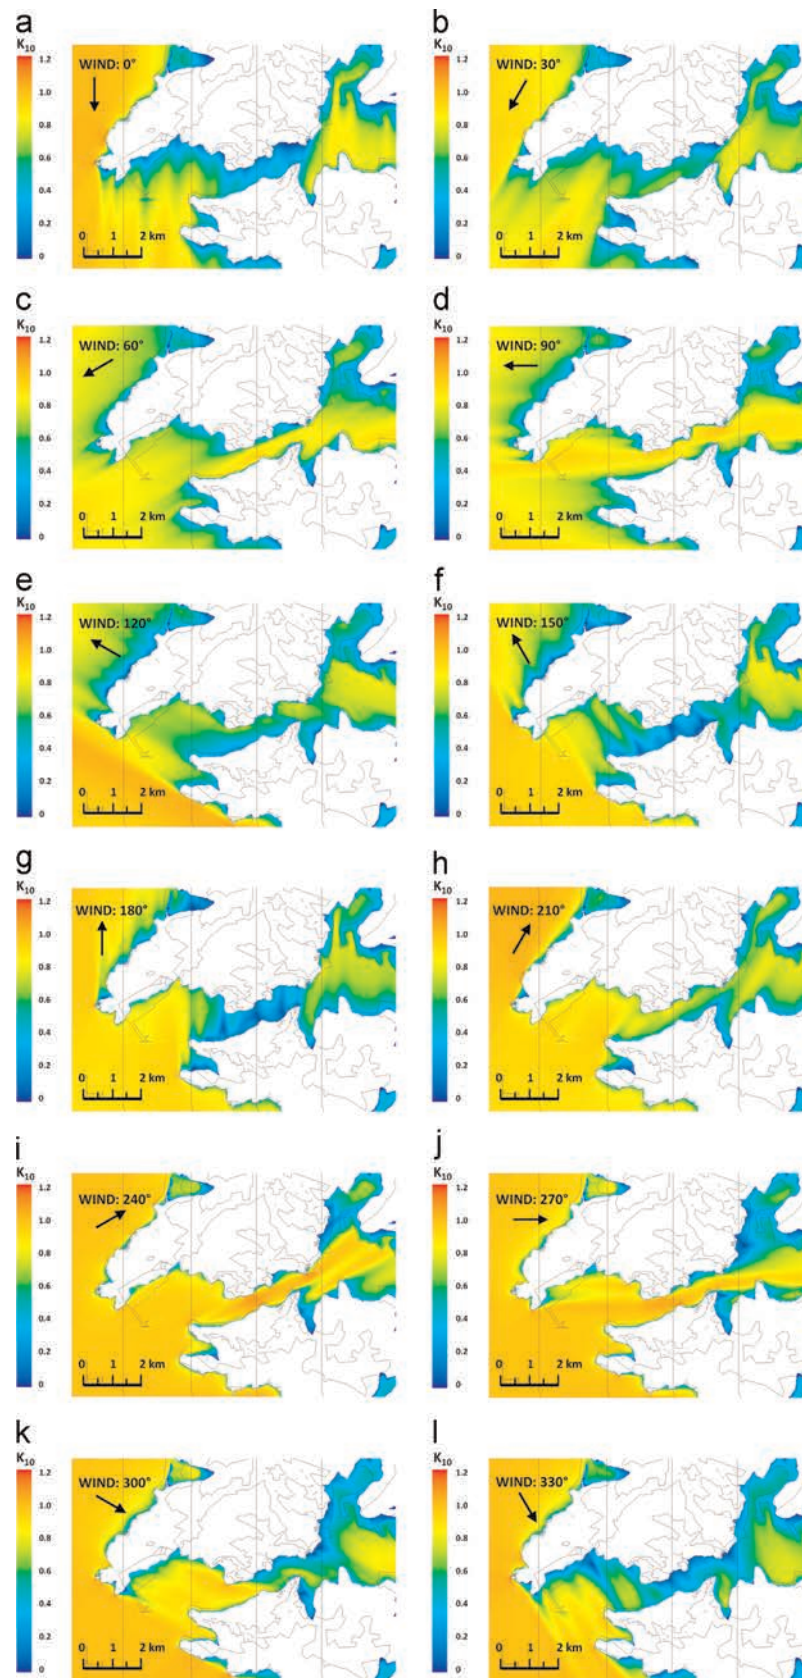 a
b
K10
1.2
1.0
0.8
0.6
0.4
0.2
0
WIND: 0°
0 1 2 km
K10
1.2
1.0
0.8
0.6
0.4
0.2
0
WIND: 30°
0 1 2 km
c
d
K10
1.2
1.0
0.8
0.6
0.4
0.2
0
WIND: 60°
0 1 2 km
K10
1.2
1.0
0.8
0.6
0.4
0.2
0
WIND: 90°
0 1 2 km
e
f
K10
1.2
1.0
0.8
0.6
0.4
0.2
0
WIND: 120°
0 1 2 km
K10
1.2
1.0
0.8
0.6
0.4
0.2
0
WIND: 150°
0 1 2 km
g
h
K10
1.2
1.0
0.8
0.6
0.4
0.2
0
WIND: 180°
0 1 2 km
K10
1.2
1.0
0.8
0.6
0.4
0.2
0
WIND: 210°
0 1 2 km
i
j
K10
1.2
1.0
0.8
0.6
0.4
0.2
0
WIND: 240°
0 1 2 km
K10
1.2
1.0
0.8
0.6
0.4
0.2
0
WIND: 270°
0 1 2 km
k
l
K10
1.2
1.0
0.8
0.6
0.4
0.2
0
WIND: 300°
0 1 2 km
K10
1.2
1.0
0.8
0.6
0.4
0.2
0
WIND: 330°
0 1 2 km